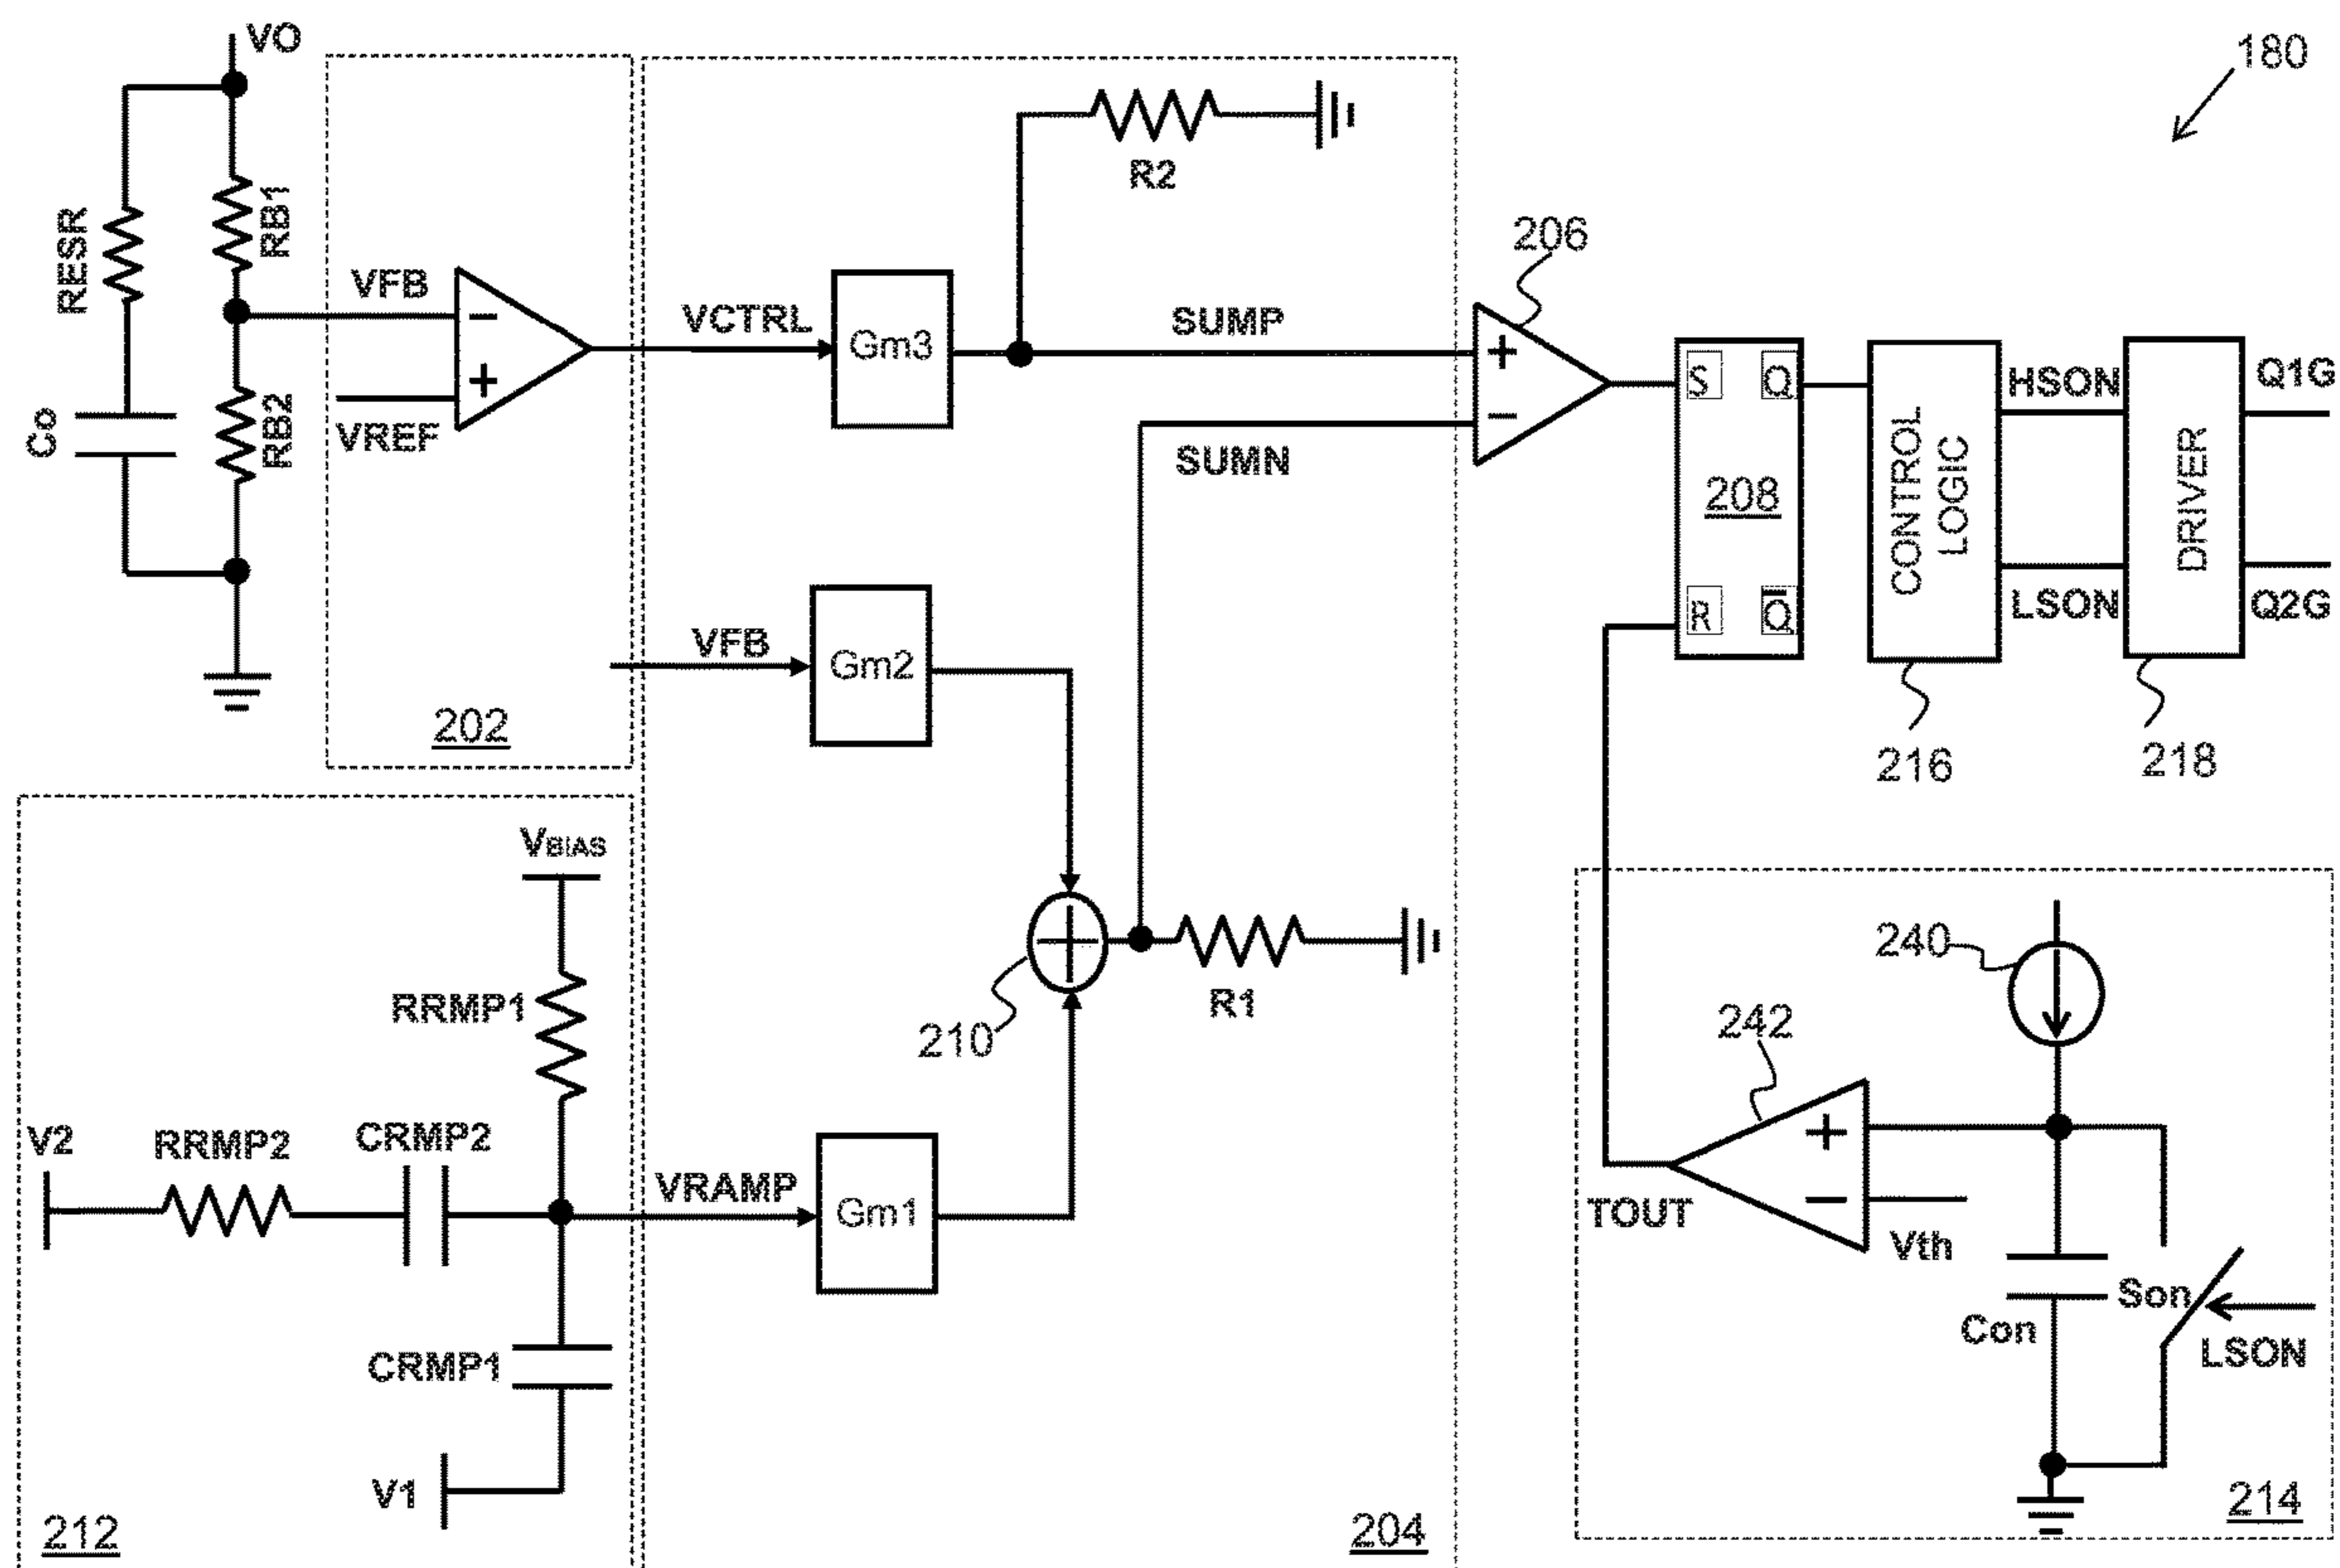 VO
180
RESR
RB1
R2
206
VFB
VCTRL
Gm3
SUMP
+
−
S
Q
HSON
Q1G
−
+
VREF
Co
RB2
SUMN
208
CONTROL
LOGIC
DRIVER
R
Q̅
LSON
Q2G
VFB
Gm2
202
216
218
VBIAS
RRMP1
210
R1
240
242
V2
RRMP2
CRMP2
VRAMP
Gm1
+
−
TOUT
Vth
Con
Son
LSON
CRMP1
V1
212
204
214